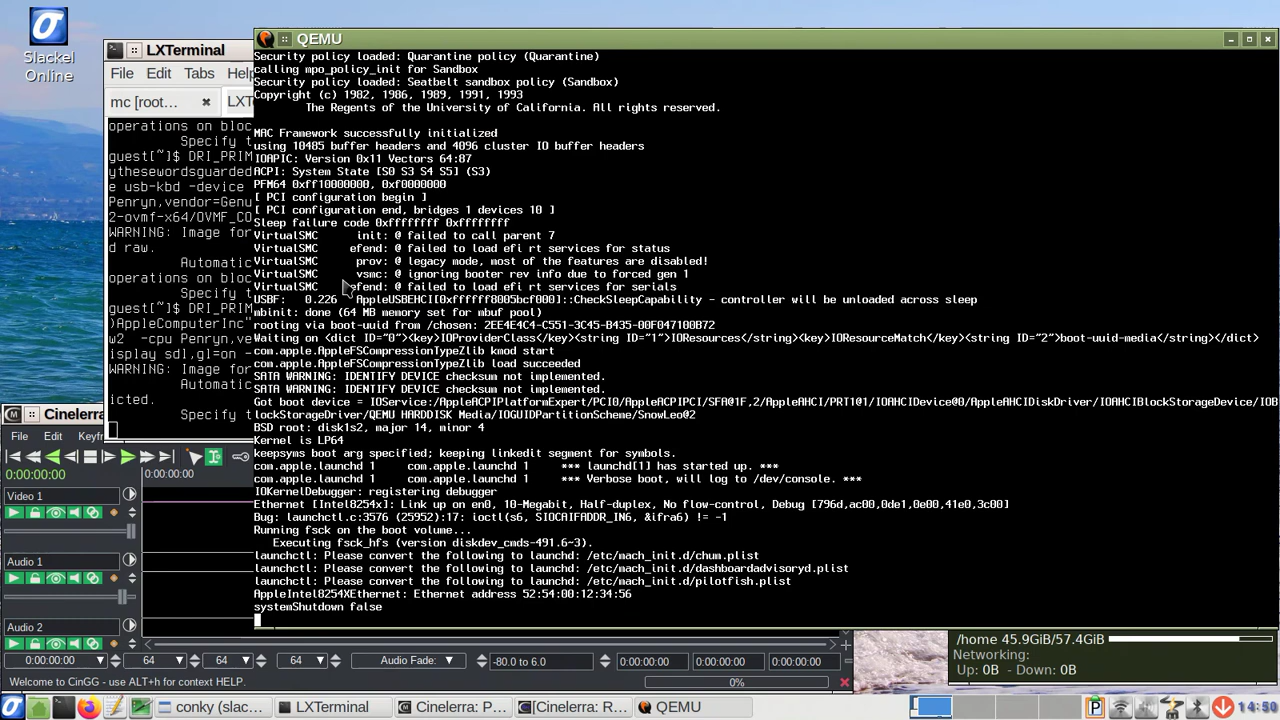 Slackel
Online
LXTerminal
File Edit Tabs Help
mc [root... LXT
operations on bloc
Specify t
guest[~]$ DRI_PRIM
ythesewordsguarded
e usb-kbd -device
Penryn,vendor=Genu
2-ovmf-x64/OVMF_CO
WARNING: Image for
d raw.
Automatic
operations on bloc
Specify t
guest[~]$ DRI_PRIM
)AppleComputerInc"
w2 -cpu Penryn,ve
isplay sdl,gl=on -
WARNING: Image for
Automatic
icted.
Specify t
QEMU
Security policy loaded: Quarantine policy (Quarantine)
calling mpo_policy_init for Sandbox
Security policy loaded: Seatbelt sandbox policy (Sandbox)
Copyright (c) 1982, 1986, 1989, 1991, 1993
The Regents of the University of California. All rights reserved.
MAC Framework successfully initialized
using 10485 buffer headers and 4096 cluster IO buffer headers
IOAPIC: Version 0x11 Vectors 64:87
ACPI: System State [S0 S3 S4 S5] (S3)
PFM64 0xff10000000, 0xf0000000
[ PCI configuration begin ]
[ PCI configuration end, bridges 1 devices 10 ]
Sleep failure code 0xffffffff 0xffffffff
VirtualSMC init: @ failed to call parent 7
VirtualSMC efend: @ failed to load efi rt services for status
VirtualSMC prov: @ legacy mode, most of the features are disabled!
VirtualSMC vsmc: @ ignoring booter rev info due to forced gen 1
VirtualSMC efend: @ failed to load efi rt services for serials
USBF: 0.226 AppleUSBEHCI[0xffffff8005bcf000]::CheckSleepCapability - controller will be unloaded across sleep
mbinit: done (64 MB memory set for mbuf pool)
rooting via boot-uuid from /chosen: 2EE4E4C4-C551-3C45-B435-00F047100B72
Waiting on <dict ID="0"><key>IOProviderClass</key><string ID="1">IOResources</string><key>IOResourceMatch</key><string ID="2">boot-uuid-media</string></dict>
com.apple.AppleFSCompressionTypeZlib kmod start
com.apple.AppleFSCompressionTypeZlib load succeeded
SATA WARNING: IDENTIFY DEVICE checksum not implemented.
SATA WARNING: IDENTIFY DEVICE checksum not implemented.
Got boot device = IOService:/AppleACPIPlatformExpert/PCI0/AppleACPIPCI/SFA@1F,2/AppleAHCI/PRT1@1/IOAHCIDevice@0/AppleAHCIDiskDriver/IOAHCIBlockStorageDevice/IOB
lockStorageDriver/QEMU HARDDISK Media/IOGUIDPartitionScheme/SnowLeo@2
BSD root: disk1s2, major 14, minor 4
Kernel is LP64
keepsyms boot arg specified; keeping linkedit segment for symbols.
com.apple.launchd 1 com.apple.launchd 1 *** launchd[1] has started up. ***
com.apple.launchd 1 com.apple.launchd 1 *** Verbose boot, will log to /dev/console. ***
IOKernelDebugger: registering debugger
Ethernet [Intel8254x]: Link up on en0, 10-Megabit, Half-duplex, No flow-control, Debug [796d,ac00,0de1,0e00,41e0,3c00]
Bug: launchctl.c:3576 (25952):17: ioctl(s6, SIOCAIFADDR_IN6, &ifra6) != -1
Running fsck on the boot volume...
Executing fsck_hfs (version diskdev_cmds-491.6~3).
launchctl: Please convert the following to launchd: /etc/mach_init.d/chum.plist
launchctl: Please convert the following to launchd: /etc/mach_init.d/dashboardadvisoryd.plist
launchctl: Please convert the following to launchd: /etc/mach_init.d/pilotfish.plist
AppleIntel8254XEthernet: Ethernet address 52:54:00:12:34:56
systemShutdown false
Cinelerra
File Edit Keyfr
0:00:00:00 0:00:00:00
Video 1
Audio 1
Audio 2
0:00:00:00 64 64 64 Audio Fade: -80.0 to 6.0 0:00:00:00 0:00:00:00 0:00:00:00
Welcome to CinGG - use ALT+h for context HELP. 0%
/home 45.9GiB/57.4GiB
Networking:
Up: 0B - Down: 0B
conky (slac... LXTerminal Cinelerra: P... [Cinelerra: R... QEMU 14:50